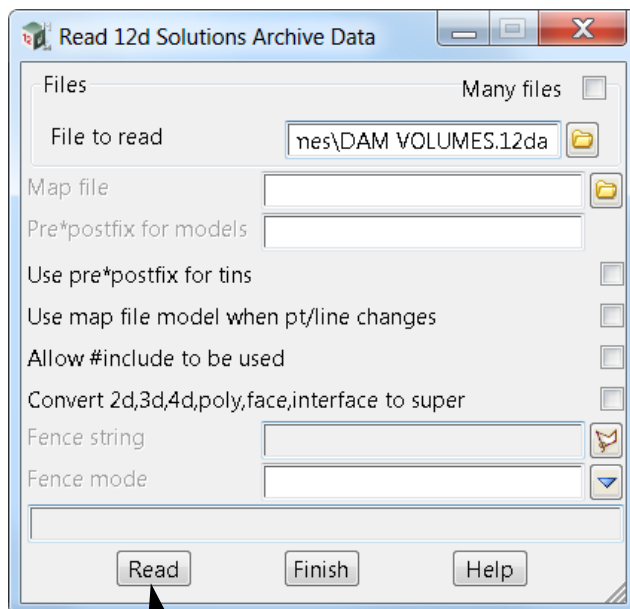 Read 12d Solutions Archive Data
Files
Many files
File to read
nes\DAM VOLUMES.12da
Map file
Pre*postfix for models
Use pre*postfix for tins
Use map file model when pt/line changes
Allow #include to be used
Convert 2d,3d,4d,poly,face,interface to super
Fence string
Fence mode
Read
Finish
Help